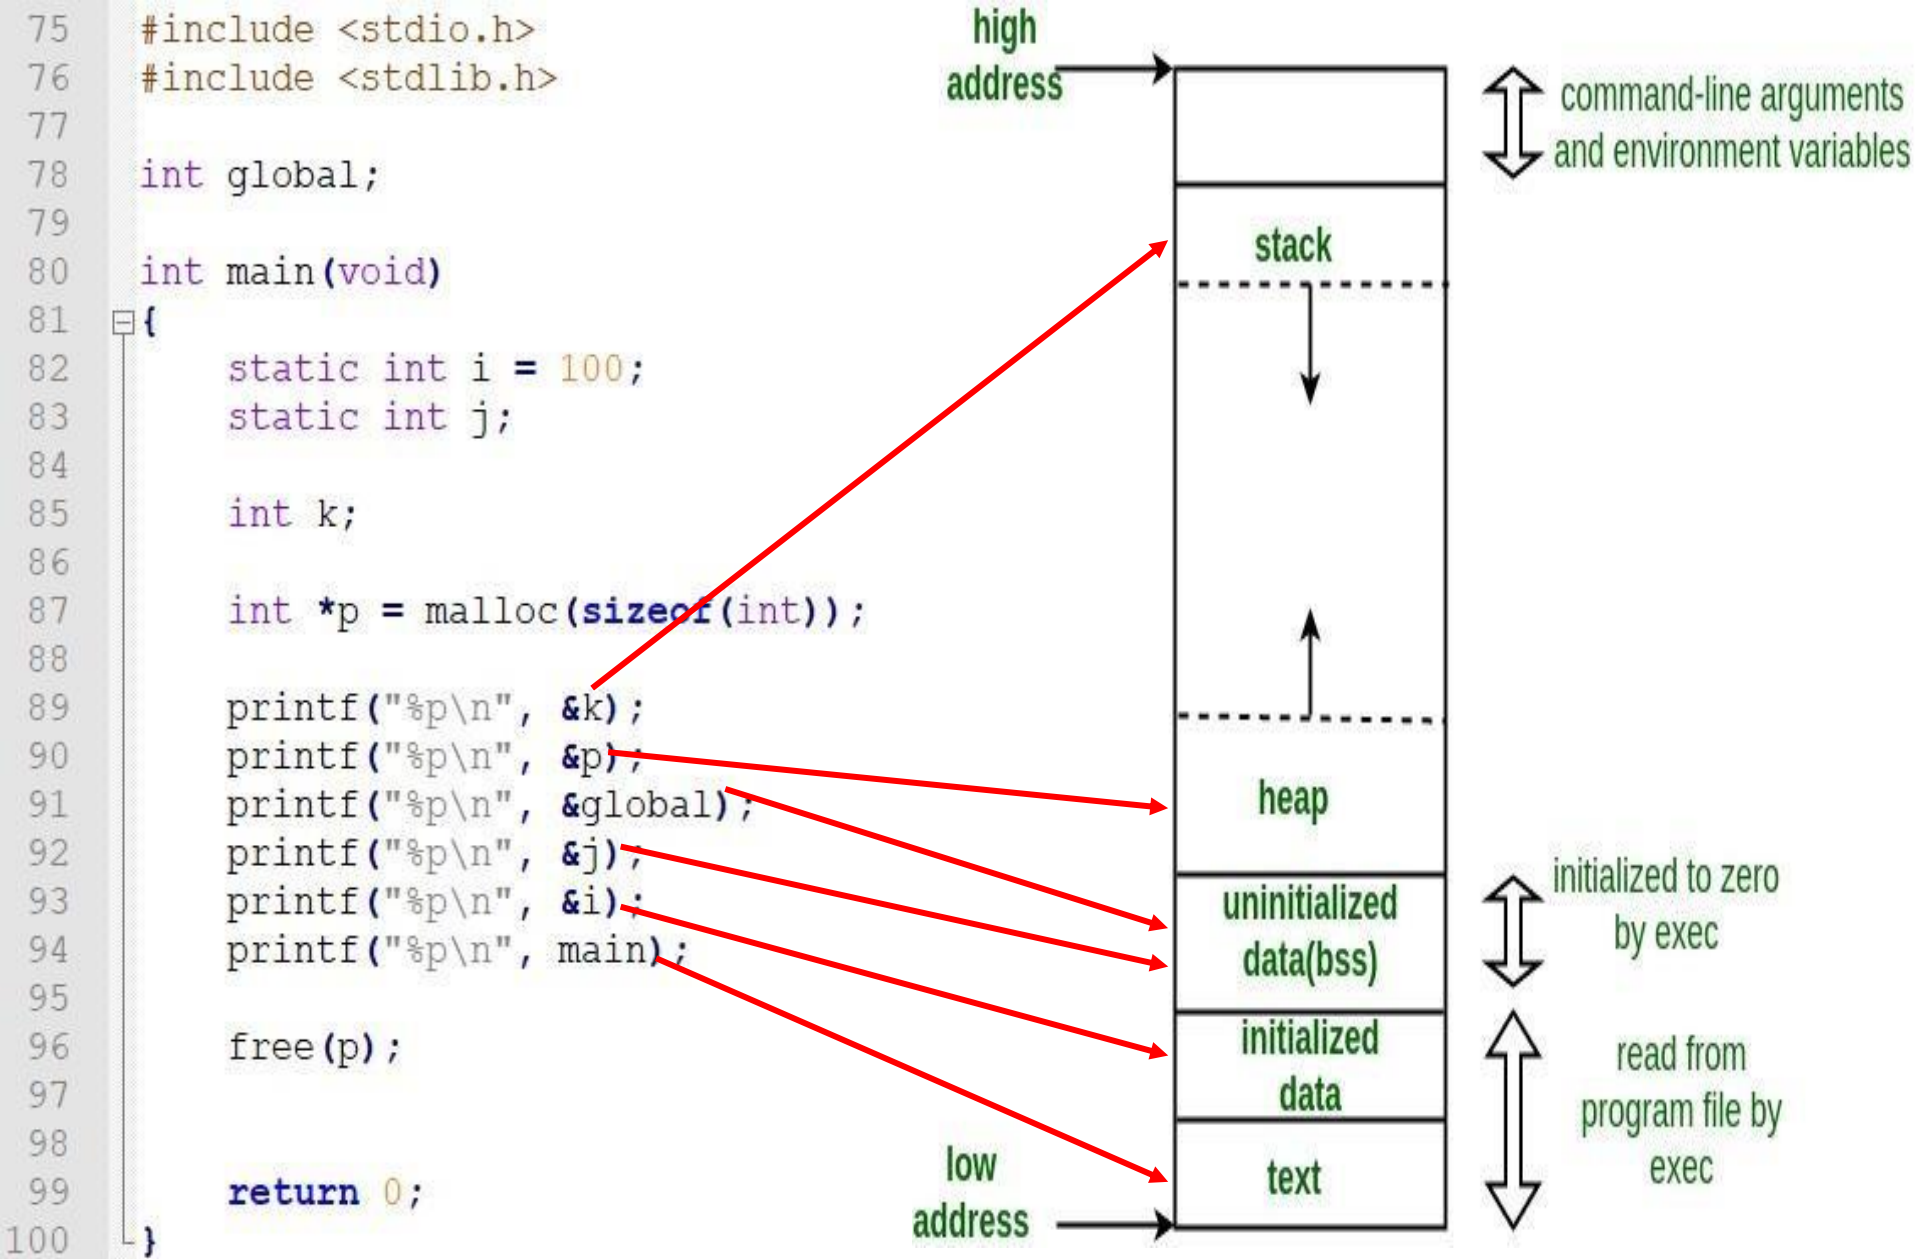 75 #include <stdio.h>
76 #include <stdlib.h>
77
78 int global;
79
80 int main(void)
81 {
82 static int i = 100;
83 static int j;
84
85 int k;
86
87 int *p = malloc(sizeof(int));
88
89 printf("%p\n", &k);
90 printf("%p\n", &p);
91 printf("%p\n", &global);
92 printf("%p\n", &j);
93 printf("%p\n", &i);
94 printf("%p\n", main);
95
96 free(p);
97
98
99 return 0;
100 }
high
address
command-line arguments
and environment variables
stack
heap
uninitialized
data(bss)
initialized to zero
by exec
initialized
data
read from
program file by
exec
text
low
address